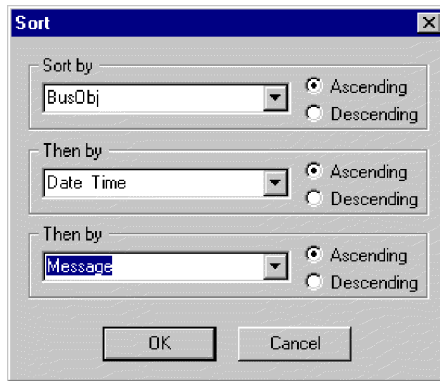 Sort
Sort by
BusObj
Ascending
Descending
Then by
Date Time
Ascending
Descending
Then by
Message
Ascending
Descending
OK Cancel